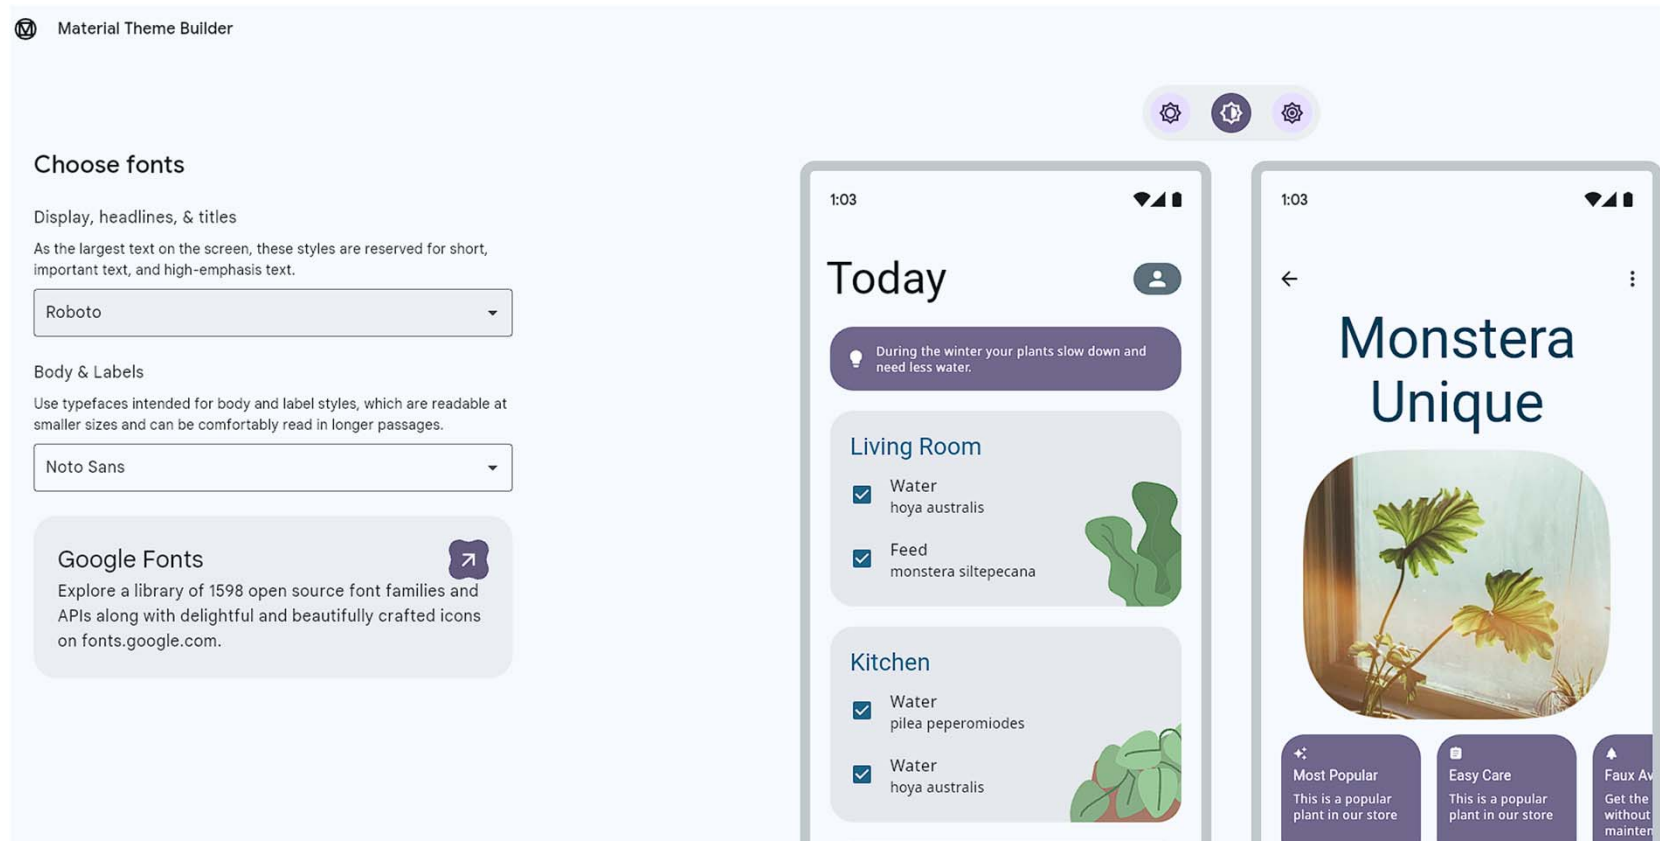 Material Theme Builder
Choose fonts
Display, headlines, & titles
As the largest text on the screen, these styles are reserved for short,
important text, and high-emphasis text.
Roboto
Body & Labels
Use typefaces intended for body and label styles, which are readable at
smaller sizes and can be comfortably read in longer passages.
Noto Sans
Google Fonts
Explore a library of 1598 open source font families and
APIs along with delightful and beautifully crafted icons
on fonts.google.com.
1:03
Today
During the winter your plants slow down and
need less water.
Living Room
Water
hoya australis
Feed
monstera siltepecana
Kitchen
Water
pilea peperomiodes
Water
hoya australis
1:03
Monstera
Unique
Most Popular
This is a popular
plant in our store
Easy Care
This is a popular
plant in our store
Faux Av
Get the
without
mainten